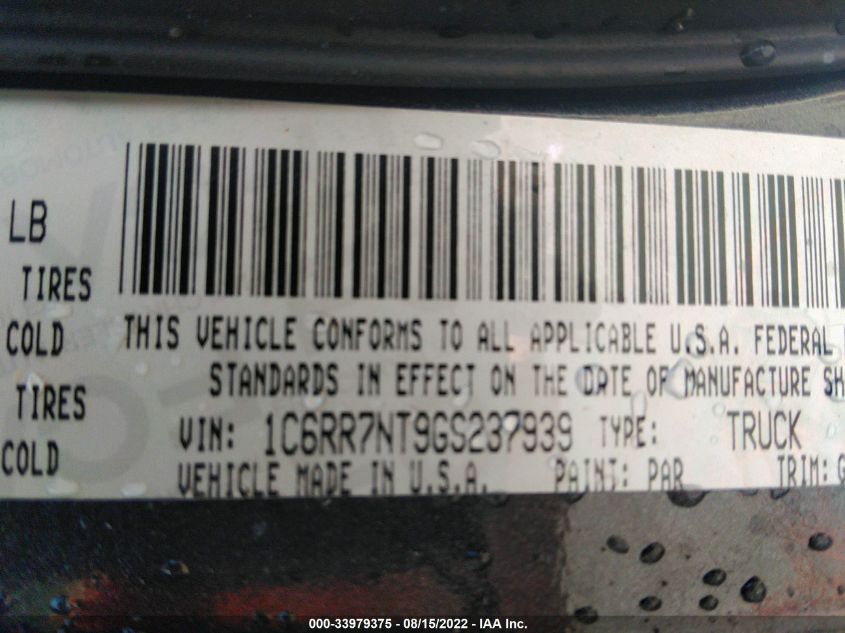 LB
TIRES
COLD
TIRES
COLD
THIS VEHICLE CONFORMS TO ALL APPLICABLE U.S.A. FEDERAL
STANDARDS IN EFFECT ON THE DATE OF MANUFACTURE SH
VIN: 1C6RR7NT9GS237939 TYPE: TRUCK
VEHICLE MADE IN U.S.A. PAINT: PAR TRIM: G
000-33979375 - 08/15/2022 - IAA Inc.